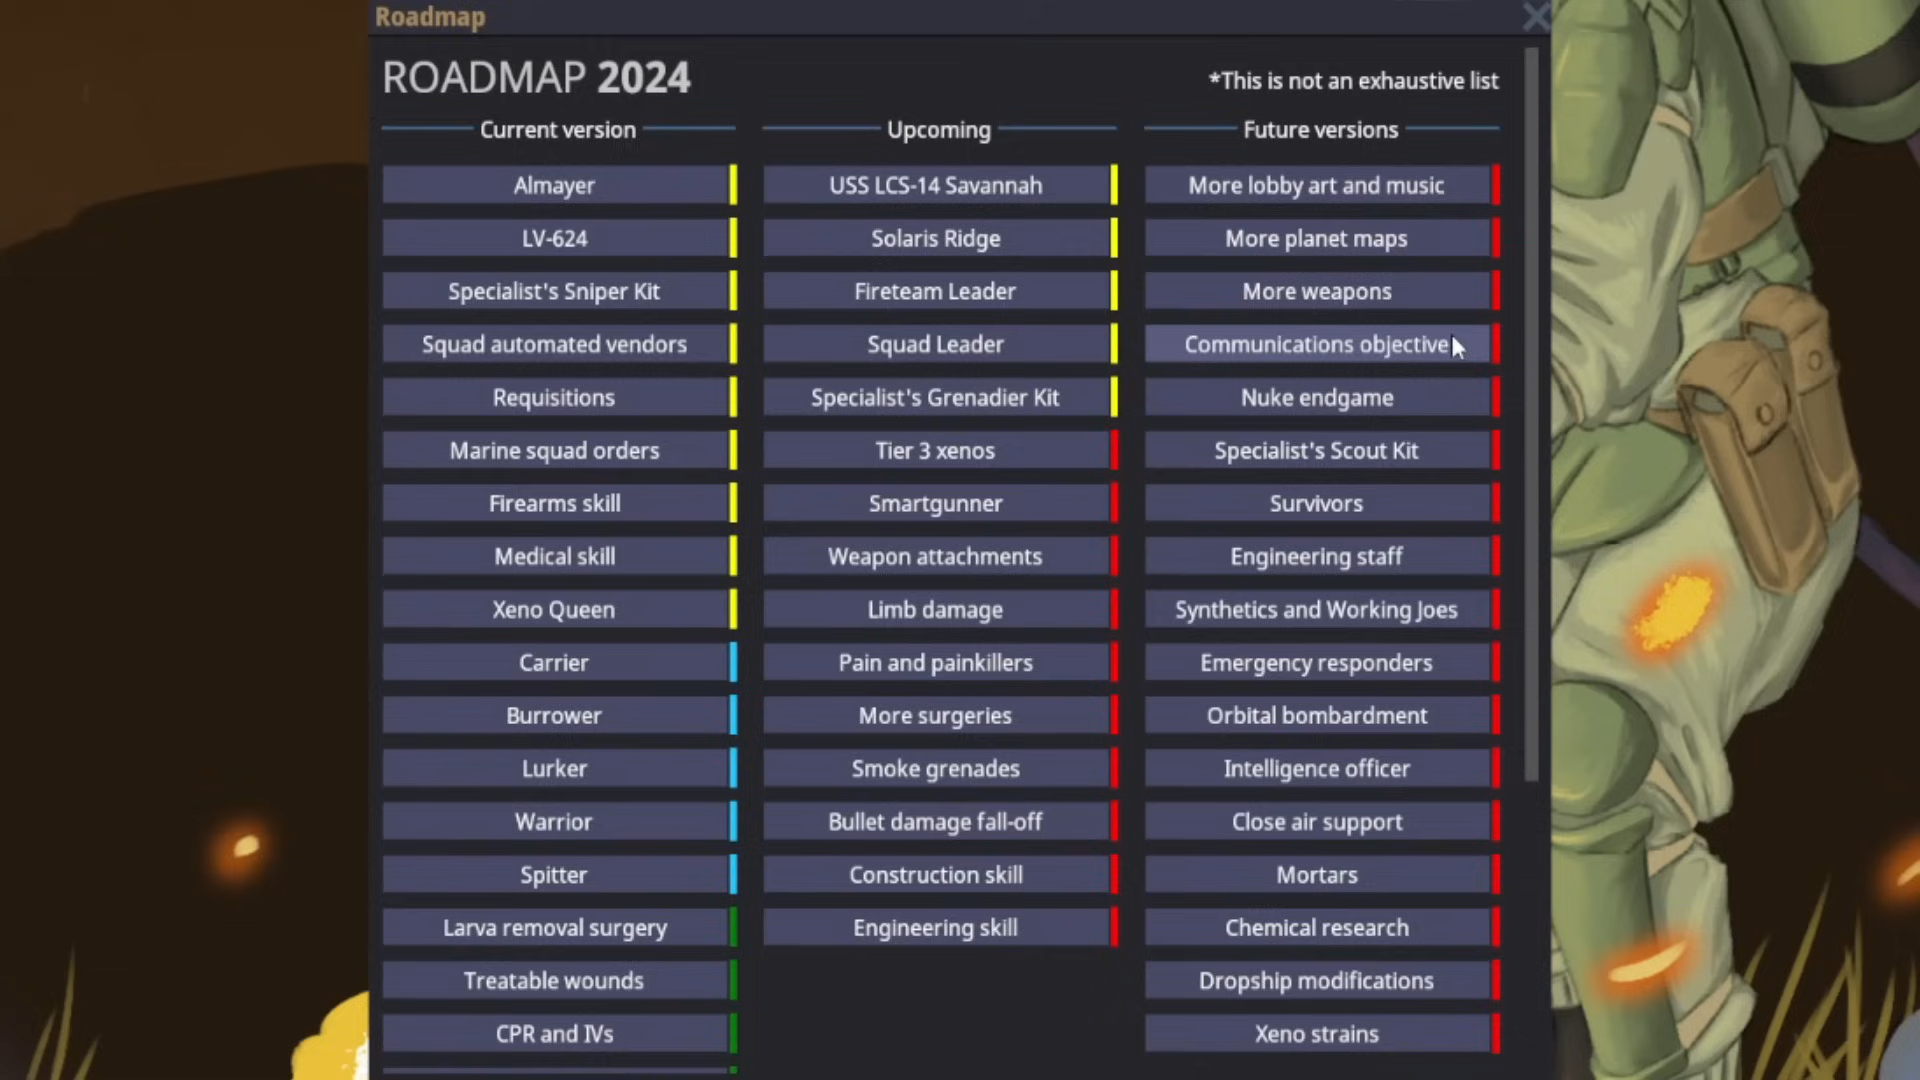 Roadmap
ROADMAP 2024
*This is not an exhaustive list
Current version
Almayer
LV-624
Specialist's Sniper Kit
Squad automated vendors
Requisitions
Marine squad orders
Firearms skill
Medical skill
Xeno Queen
Carrier
Burrower
Lurker
Warrior
Spitter
Larva removal surgery
Treatable wounds
CPR and IVs
Upcoming
USS LCS-14 Savannah
Solaris Ridge
Fireteam Leader
Squad Leader
Specialist's Grenadier Kit
Tier 3 xenos
Smartgunner
Weapon attachments
Limb damage
Pain and painkillers
More surgeries
Smoke grenades
Bullet damage fall-off
Construction skill
Engineering skill
Future versions
More lobby art and music
More planet maps
More weapons
Communications objective
Nuke endgame
Specialist's Scout Kit
Survivors
Engineering staff
Synthetics and Working Joes
Emergency responders
Orbital bombardment
Intelligence officer
Close air support
Mortars
Chemical research
Dropship modifications
Xeno strains